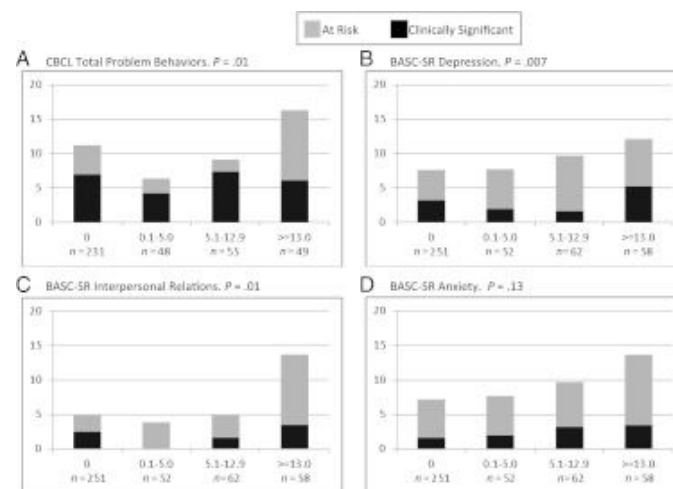 At Risk
Clinically Significant
A CBCL Total Problem Behaviors. P = .01
20
15
10
5
0
0
0.1-5.0
5.1-12.9
>=13.0
n = 231
n = 48
n = 55
n = 49
B BASC-SR Depression. P = .007
20
15
10
5
0
0
0.1-5.0
5.1-12.9
>=13.0
n = 251
n = 52
n = 62
n = 58
C BASC-SR Interpersonal Relations. P = .01
20
15
10
5
0
0
0.1-5.0
5.1-12.9
>=13.0
n = 251
n = 52
n = 62
n = 58
D BASC-SR Anxiety. P = .13
20
15
10
5
0
0
0.1-5.0
5.1-12.9
>=13.0
n = 251
n = 52
n = 62
n = 58